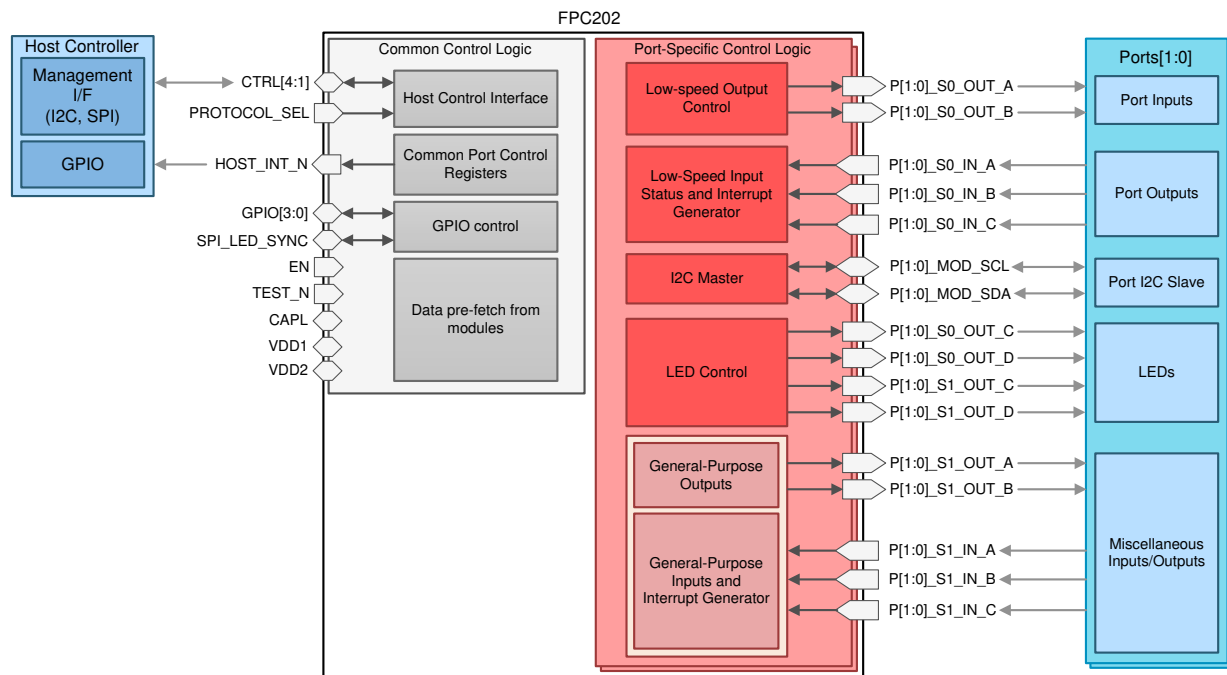 FPC202
Host Controller
Management
I/F
(I2C, SPI)
GPIO
CTRL[4:1]
PROTOCOL_SEL
HOST_INT_N
GPIO[3:0]
SPI_LED_SYNC
EN
TEST_N
CAPL
VDD1
VDD2
Common Control Logic
Host Control Interface
Common Port Control
Registers
GPIO control
Data pre-fetch from
modules
Port-Specific Control Logic
Low-speed Output
Control
Low-Speed Input
Status and Interrupt
Generator
I2C Master
LED Control
General-Purpose
Outputs
General-Purpose
Inputs and
Interrupt Generator
P[1:0]_S0_OUT_A
P[1:0]_S0_OUT_B
P[1:0]_S0_IN_A
P[1:0]_S0_IN_B
P[1:0]_S0_IN_C
P[1:0]_MOD_SCL
P[1:0]_MOD_SDA
P[1:0]_S0_OUT_C
P[1:0]_S0_OUT_D
P[1:0]_S1_OUT_C
P[1:0]_S1_OUT_D
P[1:0]_S1_OUT_A
P[1:0]_S1_OUT_B
P[1:0]_S1_IN_A
P[1:0]_S1_IN_B
P[1:0]_S1_IN_C
Ports[1:0]
Port Inputs
Port Outputs
Port I2C Slave
LEDs
Miscellaneous
Inputs/Outputs